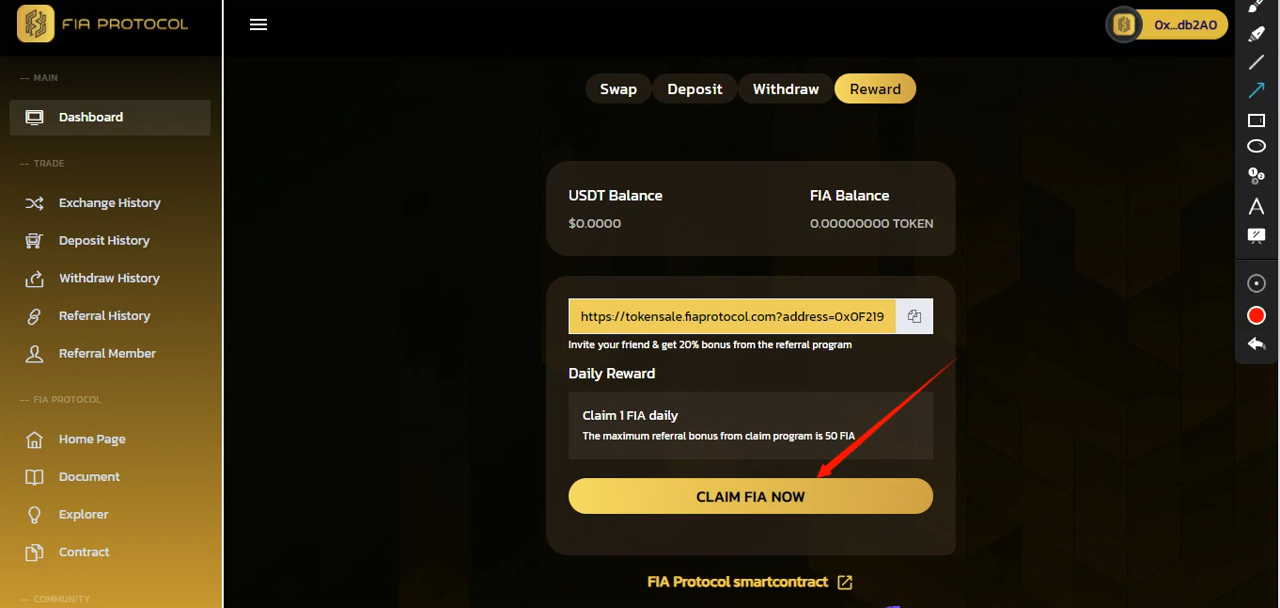 FIA PROTOCOL
0x...db2A0
-- MAIN
Dashboard
-- TRADE
Exchange History
Deposit History
Withdraw History
Referral History
Referral Member
-- FIA PROTOCOL
Home Page
Document
Explorer
Contract
-- COMMUNITY
Swap
Deposit
Withdraw
Reward
USDT Balance
FIA Balance
$0.0000
0.00000000 TOKEN
https://tokensale.fiaprotocol.com?address=0x0F219
Invite your friend & get 20% bonus from the referral program
Daily Reward
Claim 1 FIA daily
The maximum referral bonus from claim program is 50 FIA
CLAIM FIA NOW
FIA Protocol smartcontract